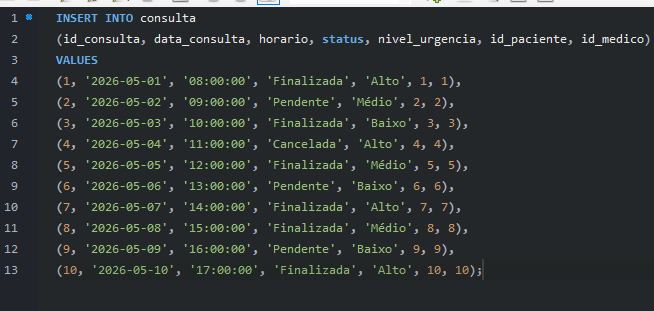 1 INSERT INTO consulta
2 (id_consulta, data_consulta, horario, status, nivel_urgencia, id_paciente, id_medico)
3 VALUES
4 (1, '2026-05-01', '08:00:00', 'Finalizada', 'Alto', 1, 1),
5 (2, '2026-05-02', '09:00:00', 'Pendente', 'Médio', 2, 2),
6 (3, '2026-05-03', '10:00:00', 'Finalizada', 'Baixo', 3, 3),
7 (4, '2026-05-04', '11:00:00', 'Cancelada', 'Alto', 4, 4),
8 (5, '2026-05-05', '12:00:00', 'Finalizada', 'Médio', 5, 5),
9 (6, '2026-05-06', '13:00:00', 'Pendente', 'Baixo', 6, 6),
10 (7, '2026-05-07', '14:00:00', 'Finalizada', 'Alto', 7, 7),
11 (8, '2026-05-08', '15:00:00', 'Finalizada', 'Médio', 8, 8),
12 (9, '2026-05-09', '16:00:00', 'Pendente', 'Baixo', 9, 9),
13 (10, '2026-05-10', '17:00:00', 'Finalizada', 'Alto', 10, 10);